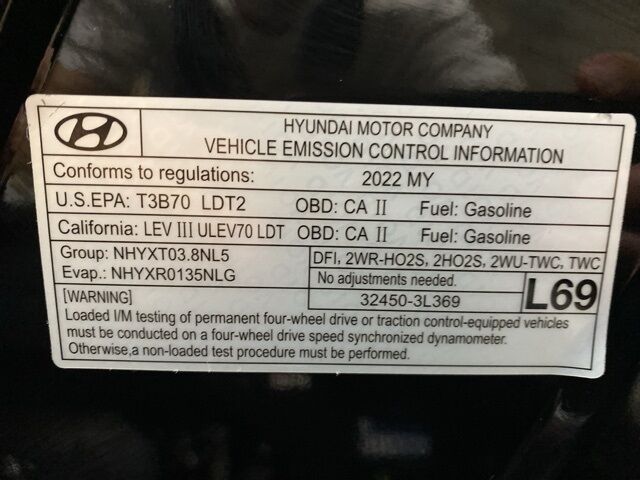 HYUNDAI MOTOR COMPANY
VEHICLE EMISSION CONTROL INFORMATION
Conforms to regulations: 2022 MY
U.S.EPA: T3B70 LDT2 OBD: CA II Fuel: Gasoline
California: LEV III ULEV70 LDT OBD: CA II Fuel: Gasoline
Group: NHYXT03.8NL5
Evap.: NHYXR0135NLG
DFI, 2WR-HO2S, 2HO2S, 2WU-TWC, TWC
No adjustments needed.
32450-3L369
L69
[WARNING]
Loaded I/M testing of permanent four-wheel drive or traction control-equipped vehicles
must be conducted on a four-wheel drive speed synchronized dynamometer.
Otherwise,a non-loaded test procedure must be performed.